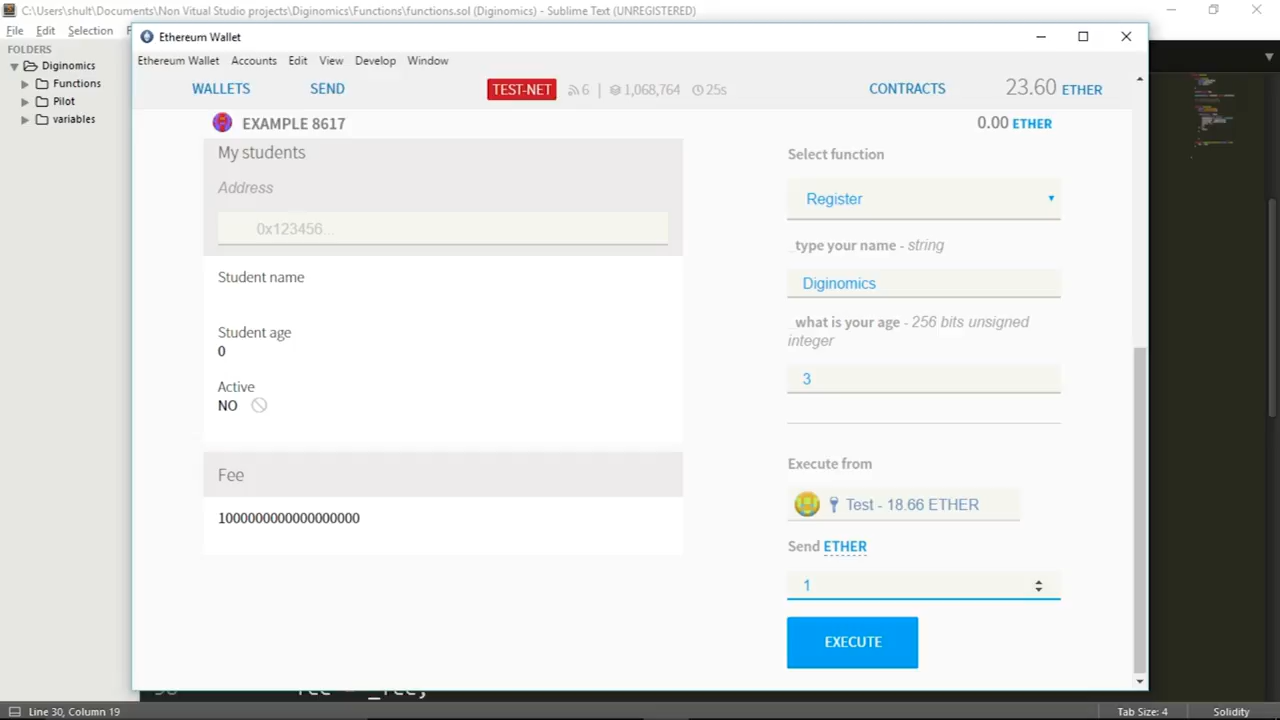 C:\Users\shult\Documents\Non Vitual Studio projects\Diginomics\Functions\functions.sol (Diginomics) - Sublime Text (UNREGISTERED)
File Edit Selection F
FOLDERS
Diginomics
Functions
Pilot
variables
Ethereum Wallet
Ethereum Wallet Accounts Edit View Develop Window
WALLETS SEND TEST-NET 6 | 1,068,764 25s CONTRACTS 23.60 ETHER
EXAMPLE 8617 0.00 ETHER
My students
Address
0x123456...
Student name
Student age
0
Active
NO
Fee
1000000000000000000
Select function
Register
_type your name - string
Diginomics
_what is your age - 256 bits unsigned
integer
3
Execute from
Test - 18.66 ETHER
Send ETHER
1
EXECUTE
Line 30, Column 19 Tab Size: 4 Solidity